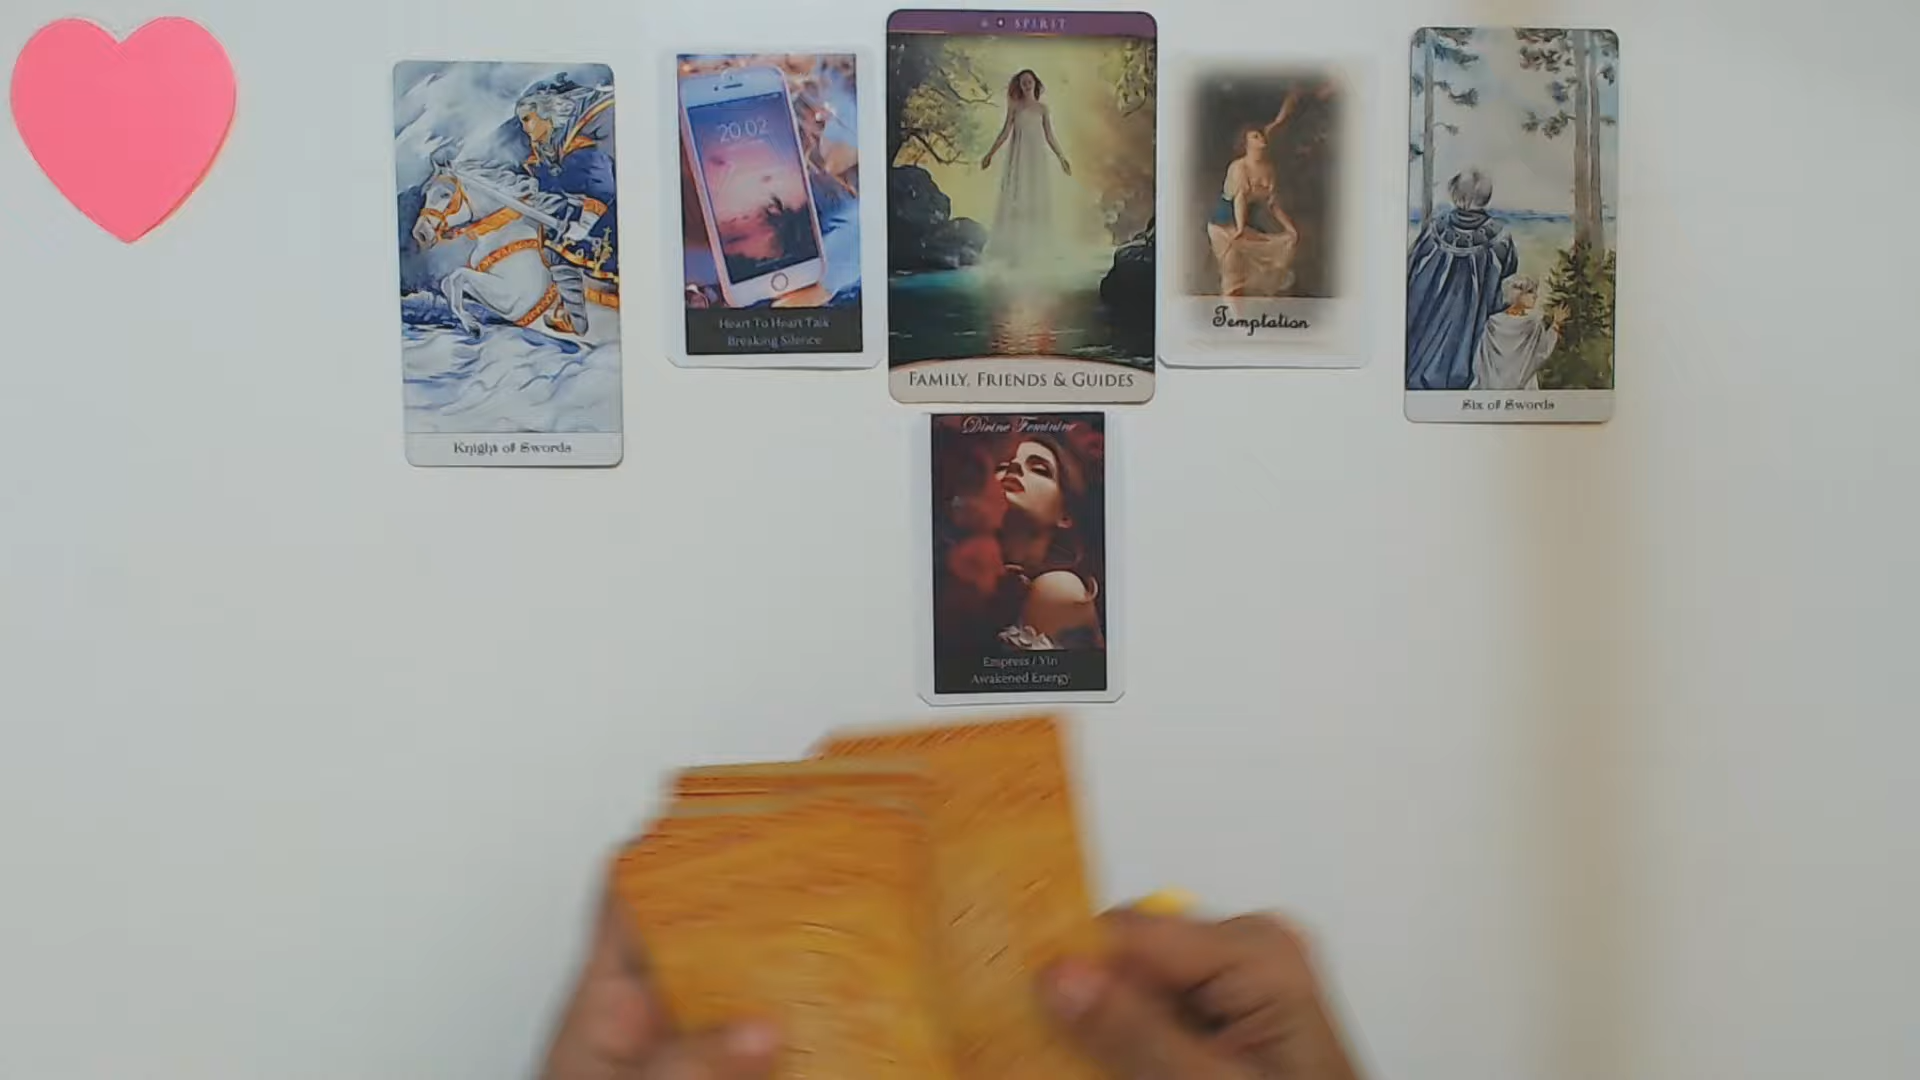 SPIRIT
20:02
Heart To Heart Talk
Breaking Silence
FAMILY, FRIENDS & GUIDES
Temptation
Six of Swords
Knight of Swords
Divine Feminine
Empress / Yin
Awakened Energy